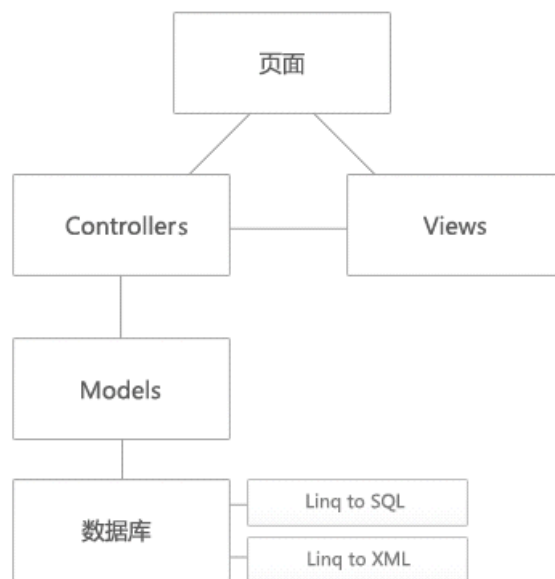 页面
Controllers
Views
Models
数据库
Linq to SQL
Linq to XML